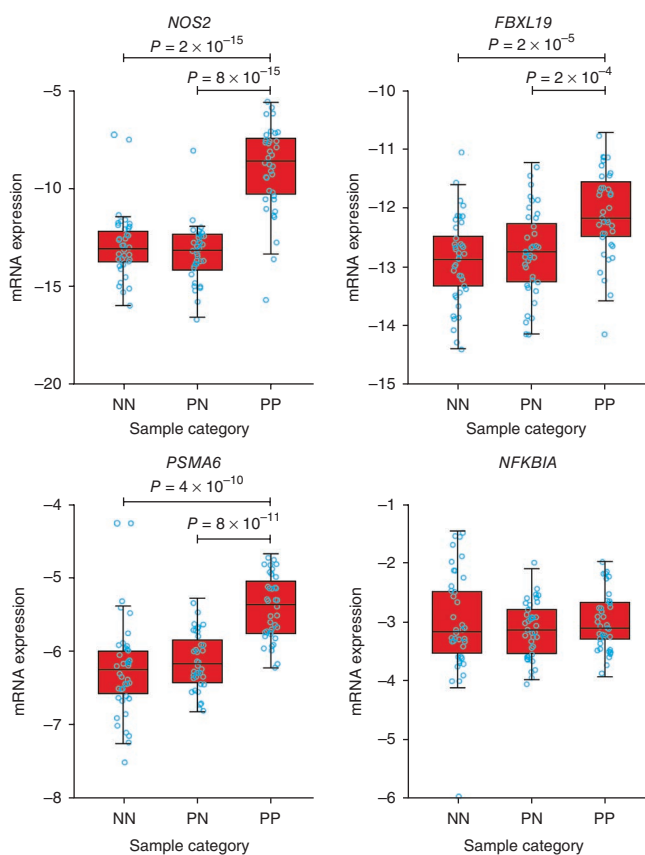 NOS2
P = 2 × 10⁻¹⁵
P = 8 × 10⁻¹⁵
−5
−10
−15
−20
mRNA expression
NN PN PP
Sample category
FBXL19
P = 2 × 10⁻⁵
P = 2 × 10⁻⁴
−10
−11
−12
−13
−14
−15
mRNA expression
NN PN PP
Sample category
PSMA6
P = 4 × 10⁻¹⁰
P = 8 × 10⁻¹¹
−4
−5
−6
−7
−8
mRNA expression
NN PN PP
Sample category
NFKBIA
−1
−2
−3
−4
−5
−6
mRNA expression
NN PN PP
Sample category